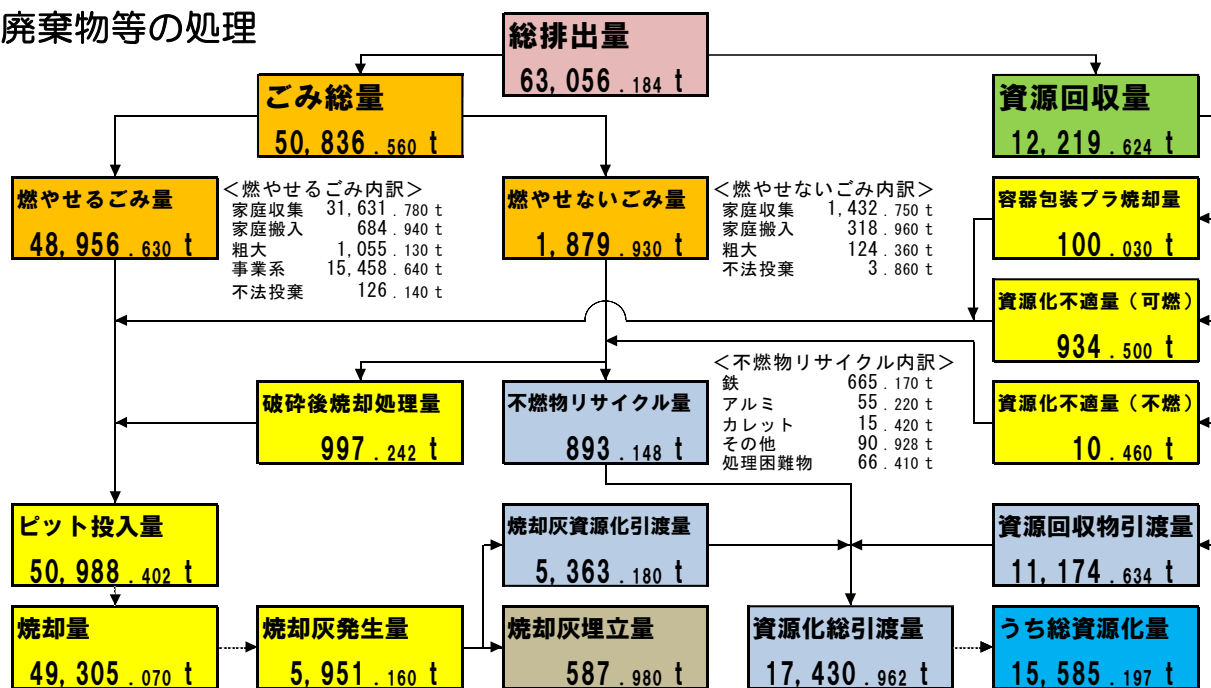 廃棄物等の処理
総排出量
63,056.184 t
ごみ総量
50,836.560 t
資源回収量
12,219.624 t
燃やせるごみ量
48,956.630 t
＜燃やせるごみ内訳＞
家庭収集 31,631.780 t
家庭搬入 684.940 t
粗大 1,055.130 t
事業系 15,458.640 t
不法投棄 126.140 t
燃やせないごみ量
1,879.930 t
＜燃やせないごみ内訳＞
家庭収集 1,432.750 t
家庭搬入 318.960 t
粗大 124.360 t
不法投棄 3.860 t
容器包装プラ焼却量
100.030 t
資源化不適量（可燃）
934.500 t
破砕後焼却処理量
997.242 t
不燃物リサイクル量
893.148 t
＜不燃物リサイクル内訳＞
鉄 665.170 t
アルミ 55.220 t
カレット 15.420 t
その他 90.928 t
処理困難物 66.410 t
資源化不適量（不燃）
10.460 t
ピット投入量
50,988.402 t
焼却灰資源化引渡量
5,363.180 t
資源回収物引渡量
11,174.634 t
焼却量
49,305.070 t
焼却灰発生量
5,951.160 t
焼却灰埋立量
587.980 t
資源化総引渡量
17,430.962 t
うち総資源化量
15,585.197 t